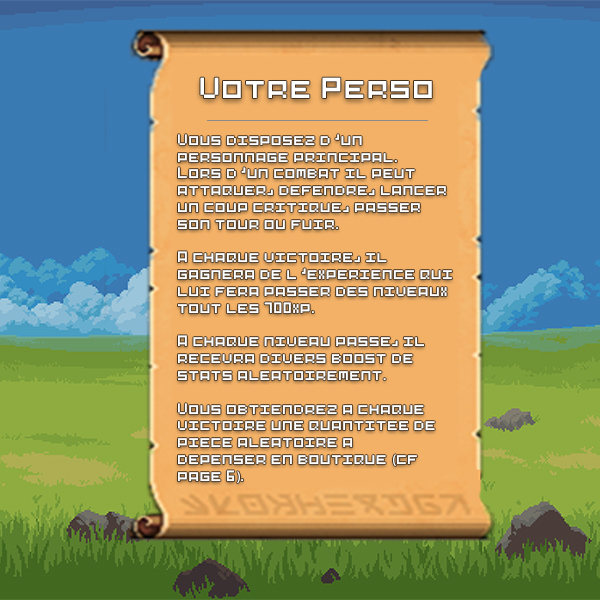 Votre Perso
Vous disposez d'un
personnage principal.
Lors d'un combat il peut
attaquer, defendre, lancer
un coup critique, passer
son tour ou fuir.
A chaque victoire, il
gagnera de l'experience qui
lui fera passer des niveaux
tout les 700xp.
A chaque niveau passe, il
recevra divers boost de
stats aleatoirement.
Vous obtiendrez a chaque
victoire une quantitee de
piece aleatoire a
depenser en boutique (cf
page 6).